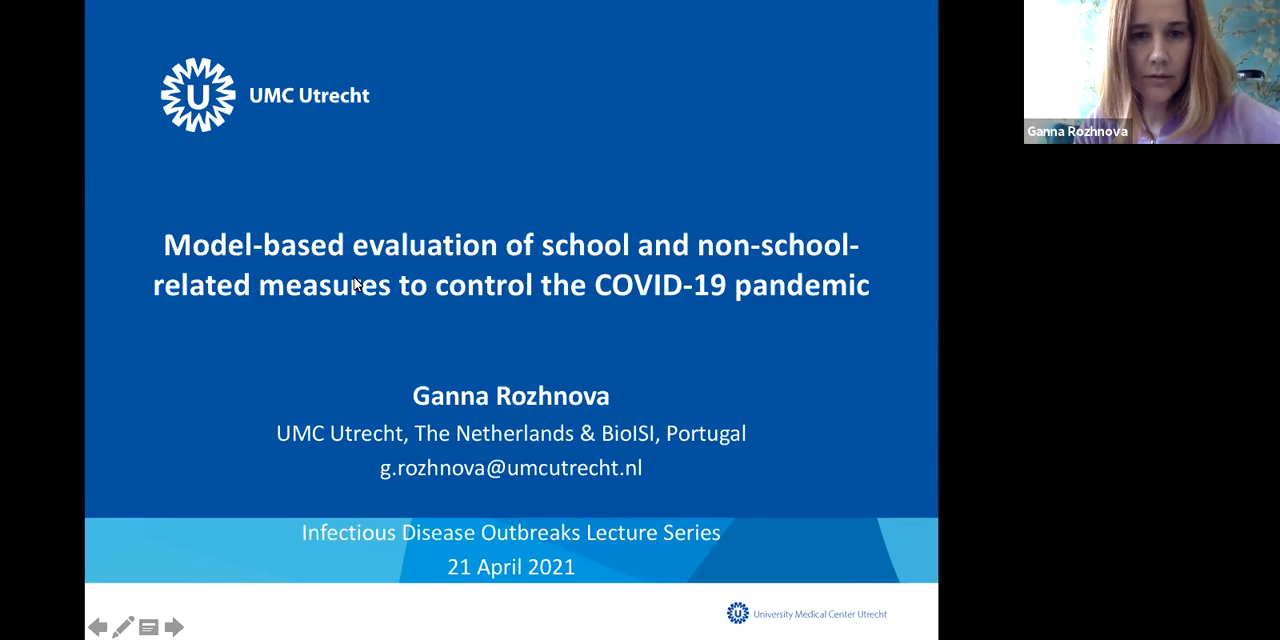 U UMC Utrecht
Ganna Rozhnova
Model-based evaluation of school and non-school-
related measures to control the COVID-19 pandemic
Ganna Rozhnova
UMC Utrecht, The Netherlands & BioISI, Portugal
g.rozhnova@umcutrecht.nl
Infectious Disease Outbreaks Lecture Series
21 April 2021
U University Medical Center Utrecht